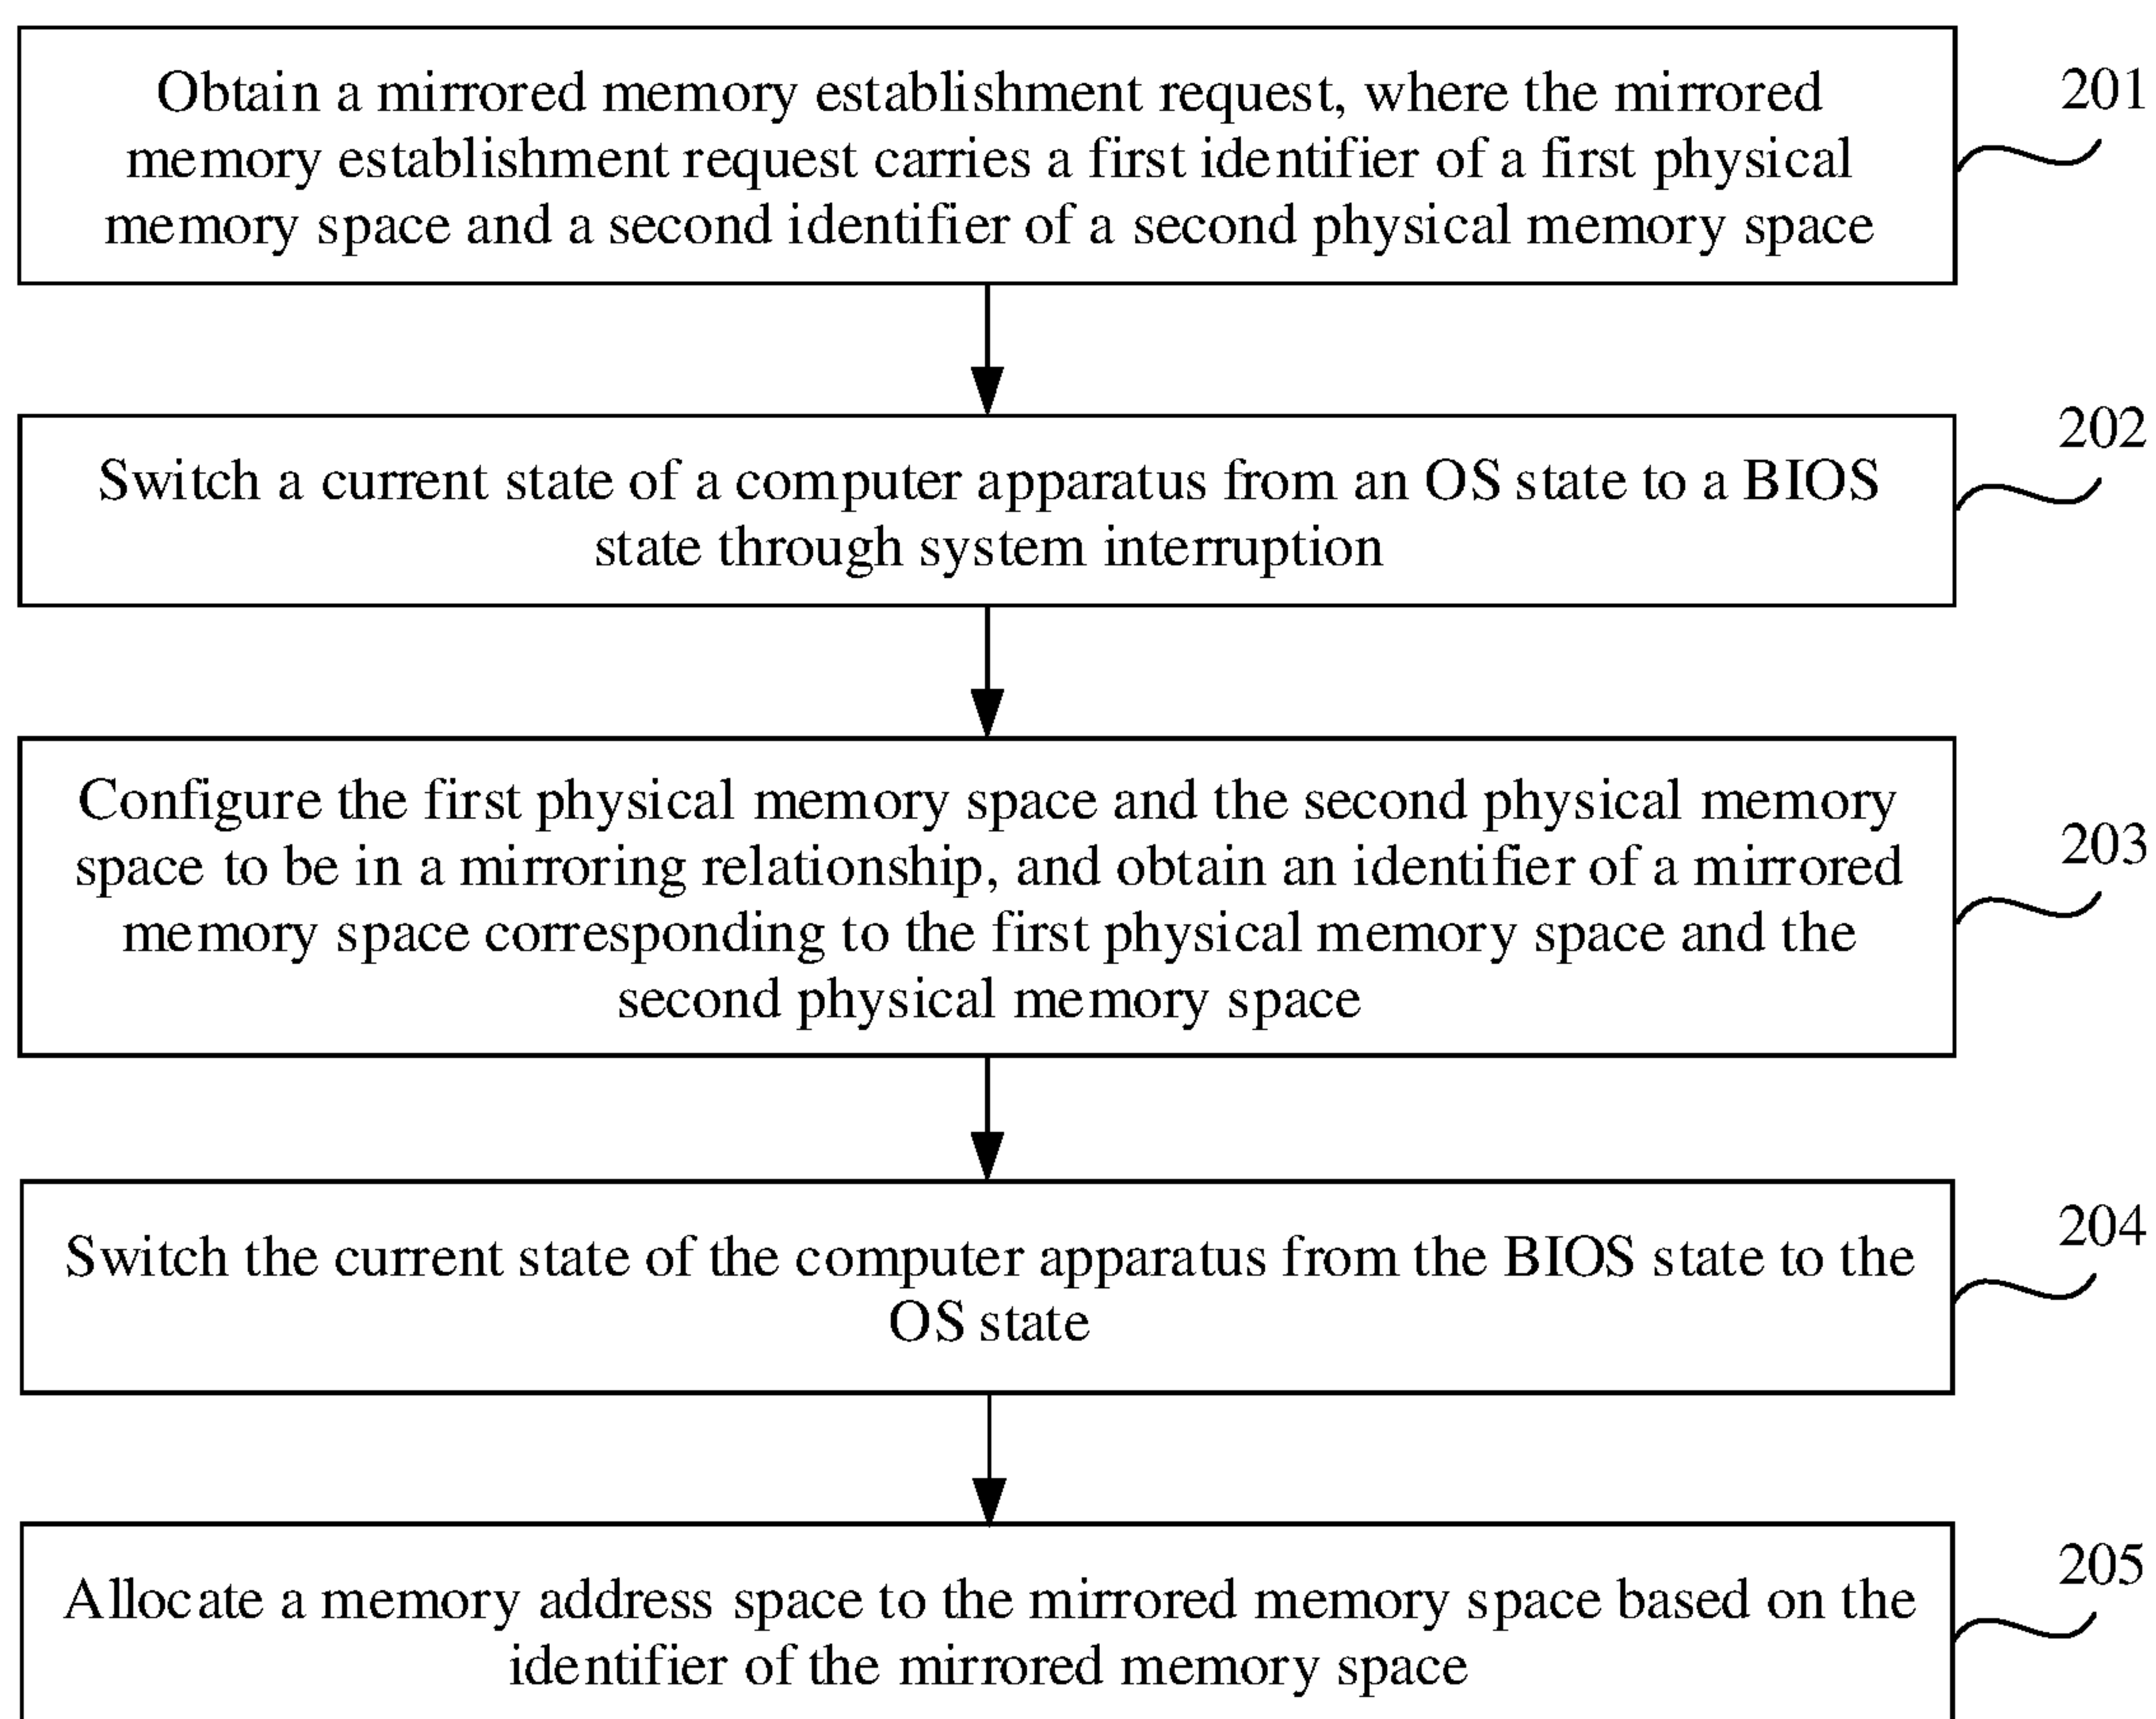 Obtain a mirrored memory establishment request, where the mirrored
memory establishment request carries a first identifier of a first physical
memory space and a second identifier of a second physical memory space
201
Switch a current state of a computer apparatus from an OS state to a BIOS
state through system interruption
202
Configure the first physical memory space and the second physical memory
space to be in a mirroring relationship, and obtain an identifier of a mirrored
memory space corresponding to the first physical memory space and the
second physical memory space
203
Switch the current state of the computer apparatus from the BIOS state to the
OS state
204
Allocate a memory address space to the mirrored memory space based on the
identifier of the mirrored memory space
205